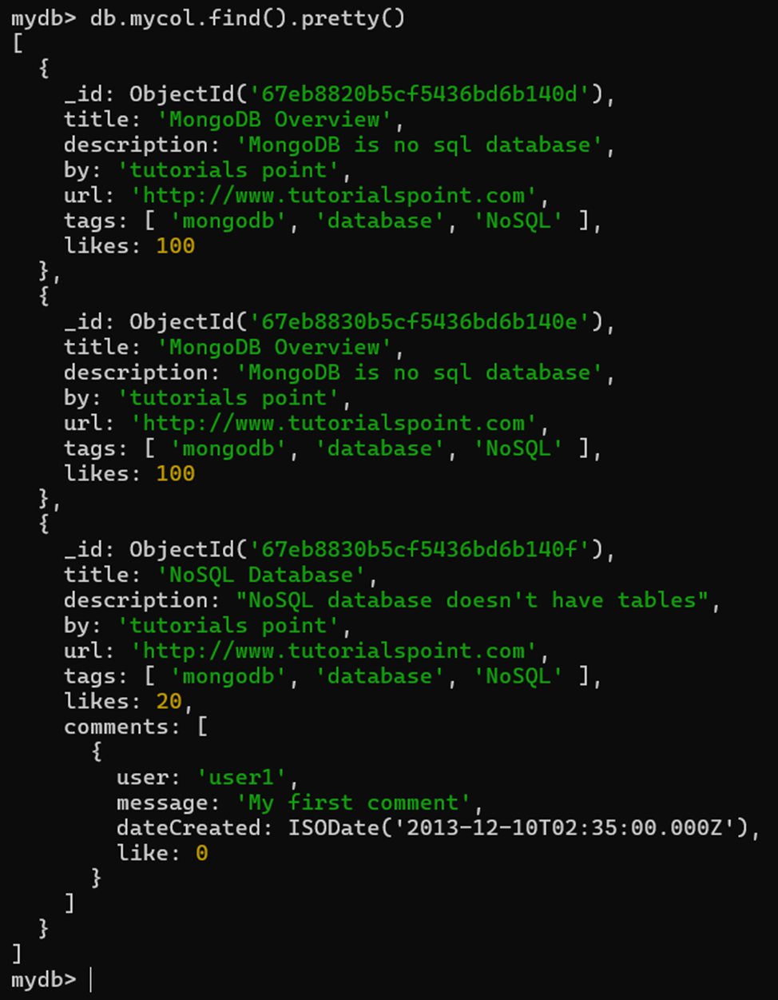 mydb> db.mycol.find().pretty()
[
  {
    _id: ObjectId('67eb8820b5cf5436bd6b140d'),
    title: 'MongoDB Overview',
    description: 'MongoDB is no sql database',
    by: 'tutorials point',
    url: 'http://www.tutorialspoint.com',
    tags: [ 'mongodb', 'database', 'NoSQL' ],
    likes: 100
  },
  {
    _id: ObjectId('67eb8830b5cf5436bd6b140e'),
    title: 'MongoDB Overview',
    description: 'MongoDB is no sql database',
    by: 'tutorials point',
    url: 'http://www.tutorialspoint.com',
    tags: [ 'mongodb', 'database', 'NoSQL' ],
    likes: 100
  },
  {
    _id: ObjectId('67eb8830b5cf5436bd6b140f'),
    title: 'NoSQL Database',
    description: "NoSQL database doesn't have tables",
    by: 'tutorials point',
    url: 'http://www.tutorialspoint.com',
    tags: [ 'mongodb', 'database', 'NoSQL' ],
    likes: 20,
    comments: [
      {
        user: 'user1',
        message: 'My first comment',
        dateCreated: ISODate('2013-12-10T02:35:00.000Z'),
        like: 0
      }
    ]
  }
]
mydb>